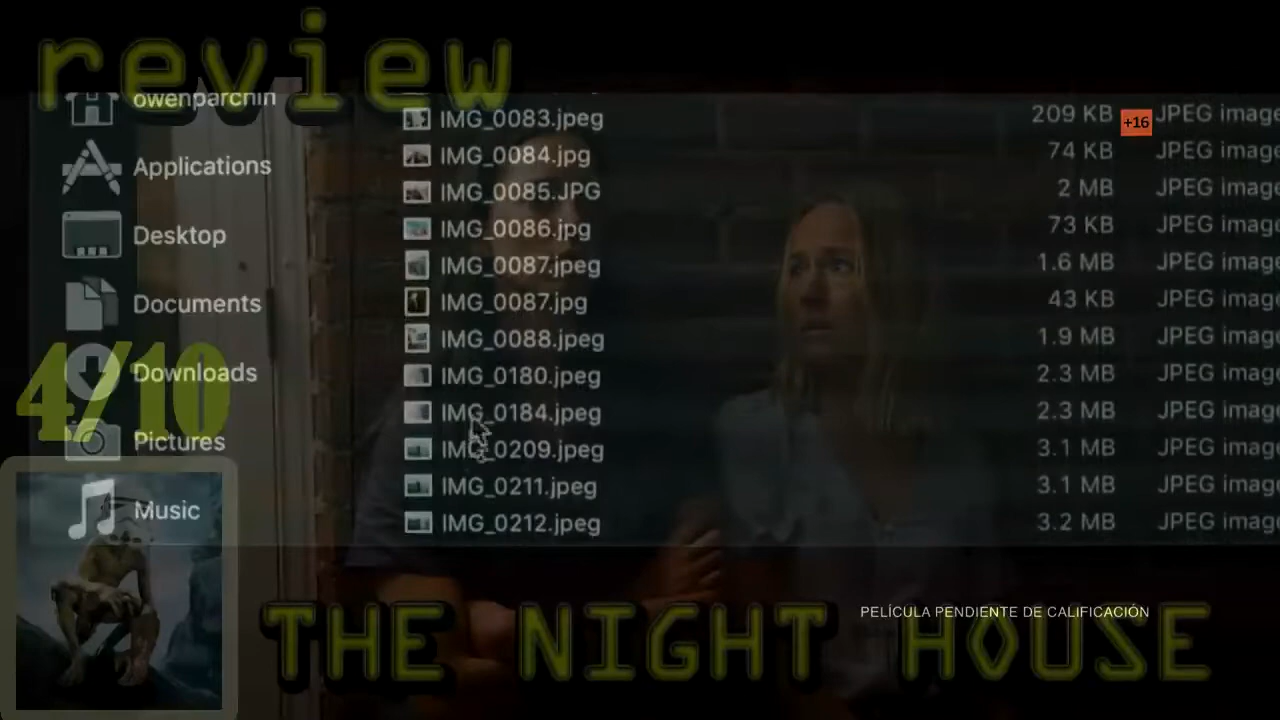 review
owenparchin
Applications
Desktop
Documents
Downloads
Pictures
Music
IMG_0083.jpeg 209 KB JPEG image
IMG_0084.jpg 74 KB JPEG image
IMG_0085.JPG 2 MB JPEG image
IMG_0086.jpg 73 KB JPEG image
IMG_0087.jpeg 1.6 MB JPEG image
IMG_0087.jpg 43 KB JPEG image
IMG_0088.jpeg 1.9 MB JPEG image
IMG_0180.jpeg 2.3 MB JPEG image
IMG_0184.jpeg 2.3 MB JPEG image
IMG_0209.jpeg 3.1 MB JPEG image
IMG_0211.jpeg 3.1 MB JPEG image
IMG_0212.jpeg 3.2 MB JPEG image
+16
4/10
PELÍCULA PENDIENTE DE CALIFICACIÓN
THE NIGHT HOUSE